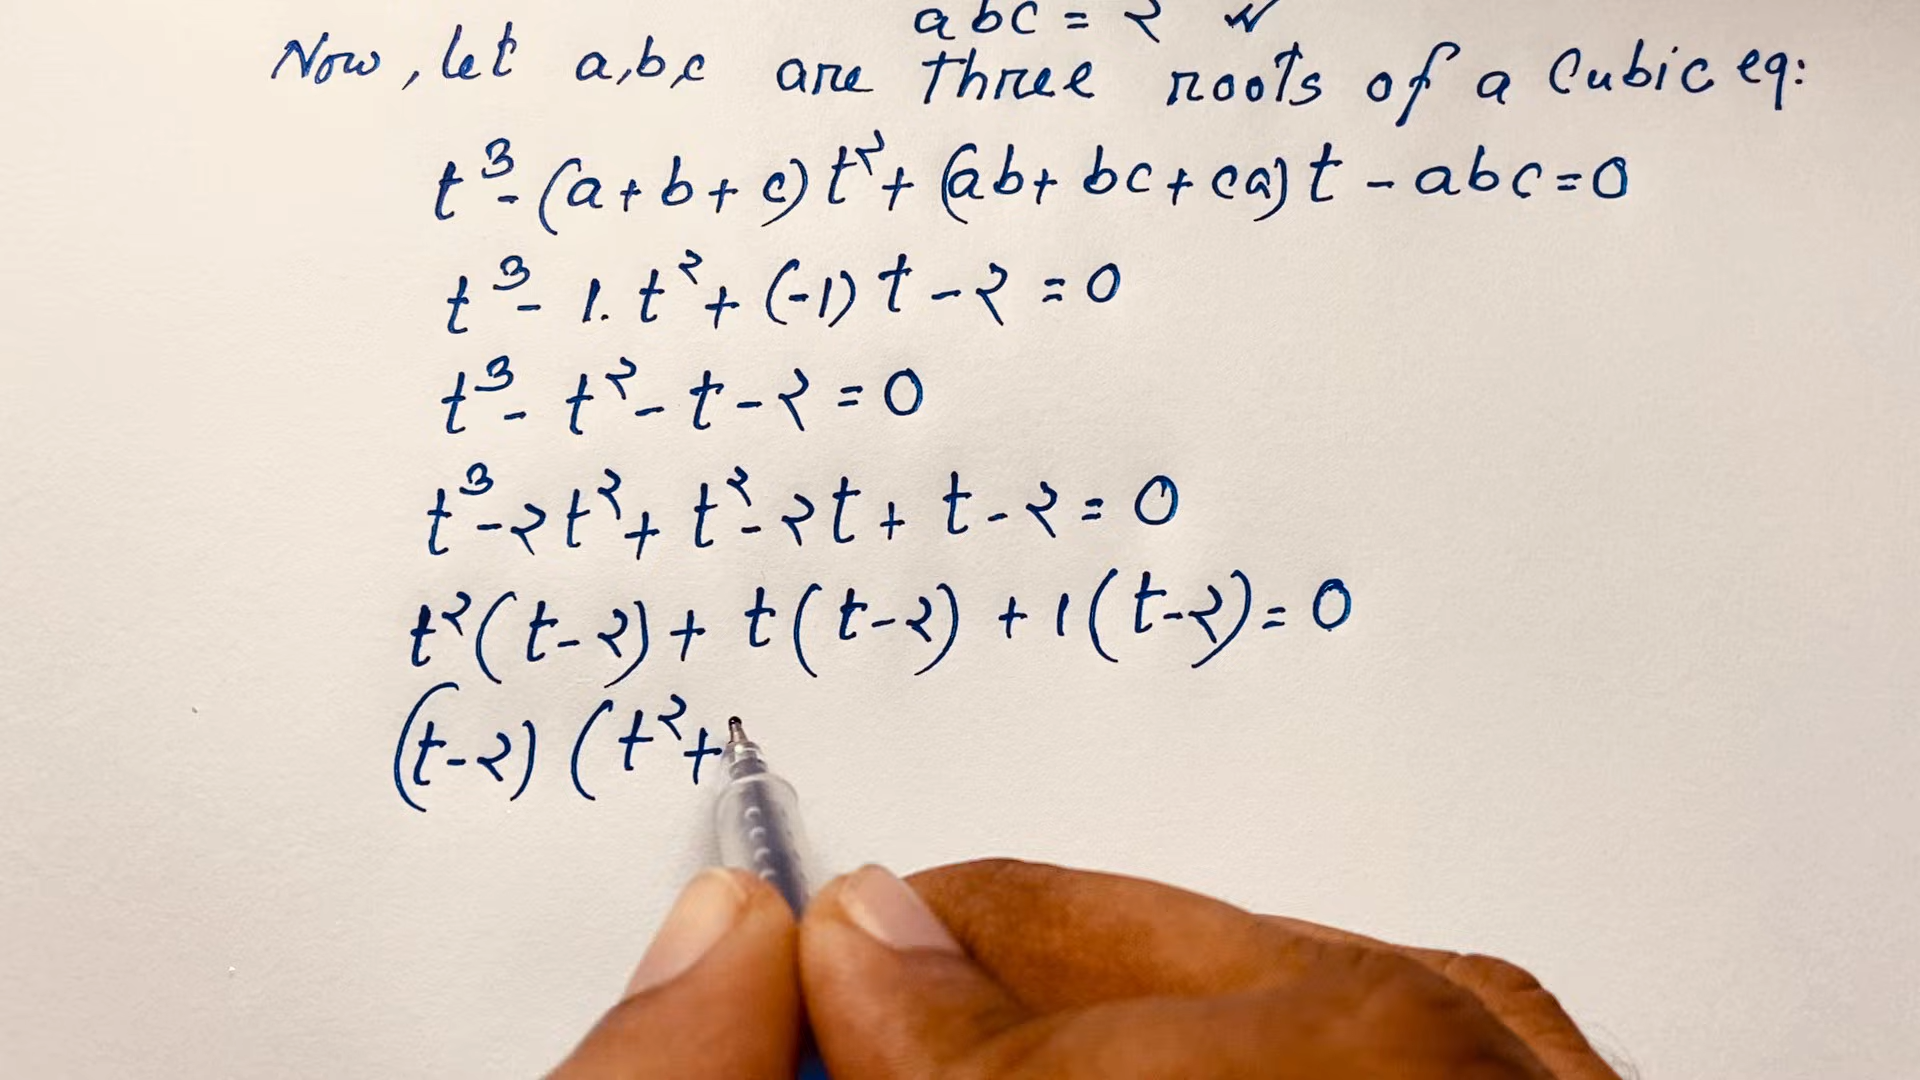 abc = 2 ✓
Now, let a,b,c are three roots of a Cubic eq:
t³ - (a + b + c) t² + (ab + bc + ca) t - abc = 0
t³ - 1. t² + (-1) t - 2 = 0
t³ - t² - t - 2 = 0
t³ - 2t² + t² - 2t + t - 2 = 0
t² (t - 2) + t (t - 2) + 1 (t - 2) = 0
(t - 2) (t² +